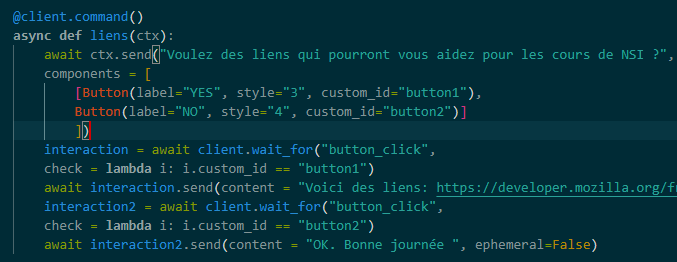 @client.command()
async def liens(ctx):
    await ctx.send("Voulez des liens qui pourront vous aidez pour les cours de NSI ?",
    components = [
        [Button(label="YES", style="3", custom_id="button1"),
        Button(label="NO", style="4", custom_id="button2")]
        ])
    interaction = await client.wait_for("button_click",
    check = lambda i: i.custom_id == "button1")
    await interaction.send(content = "Voici des liens: https://developer.mozilla.org/f
    interaction2 = await client.wait_for("button_click",
    check = lambda i: i.custom_id == "button2")
    await interaction2.send(content = "OK. Bonne journée ", ephemeral=False)